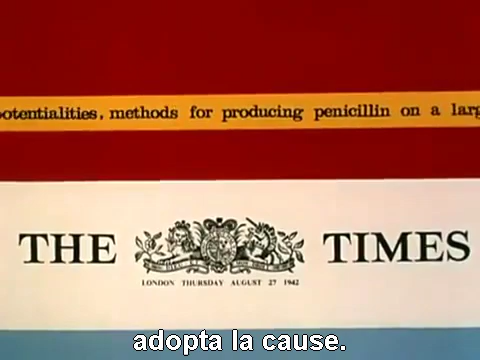 potentialities, methods for producing penicillin on a larg
THE TIMES
LONDON THURSDAY AUGUST 27 1942
adopta la cause.